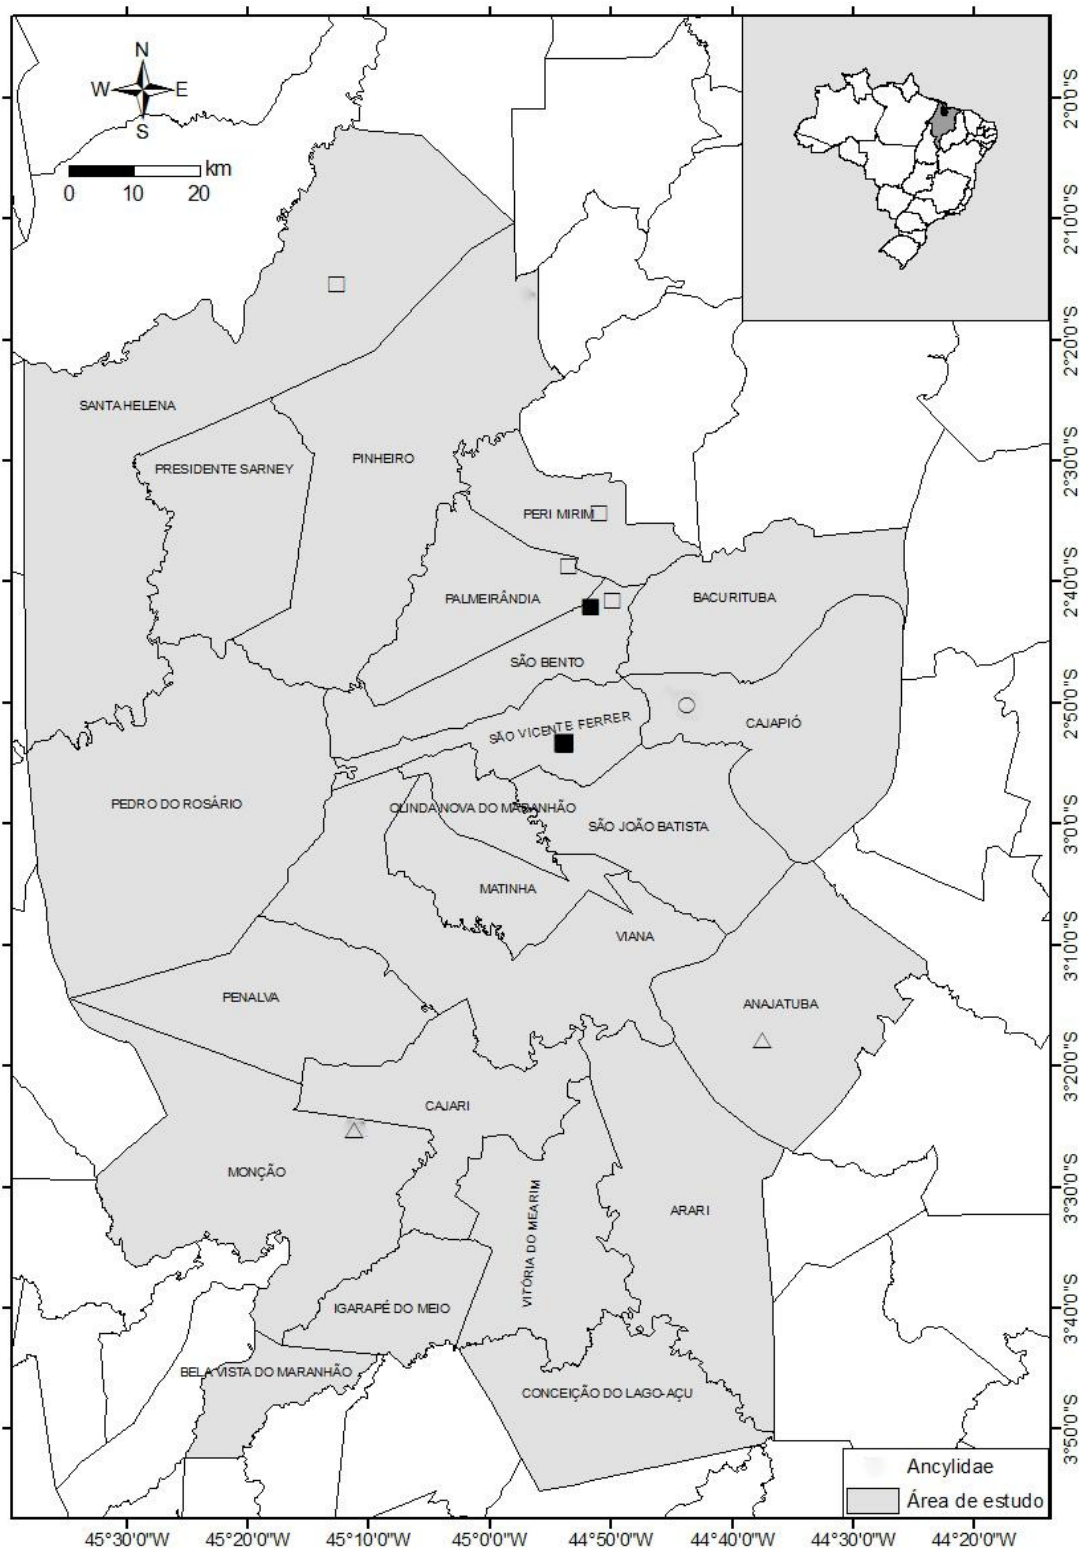 N
W E
S
km
0 10 20
2°0'0"S
2°10'0"S
2°20'0"S
SANTA HELENA
PRESIDENTE SARNEY
PINHEIRO
2°30'0"S
PERI MIRIM
PALMEIRÂNDIA
BACURITUBA
2°40'0"S
SÃO BENTO
SÃO VICENTE FERRER
CAJAPIÓ
2°50'0"S
PEDRO DO ROSÁRIO
OLINDA NOVA DO MARANHÃO
SÃO JOÃO BATISTA
3°0'0"S
MATINHA
VIANA
3°10'0"S
PENALVA
ANAJATUBA
3°20'0"S
CAJARI
MONÇÃO
3°30'0"S
VITÓRIA DO MEARIM
ARARI
IGARAPÉ DO MEIO
3°40'0"S
BELA VISTA DO MARANHÃO
CONCEIÇÃO DO LAGO-AÇU
3°50'0"S
Ancylidae
Área de estudo
45°30'0"W 45°20'0"W 45°10'0"W 45°0'0"W 44°50'0"W 44°40'0"W 44°30'0"W 44°20'0"W